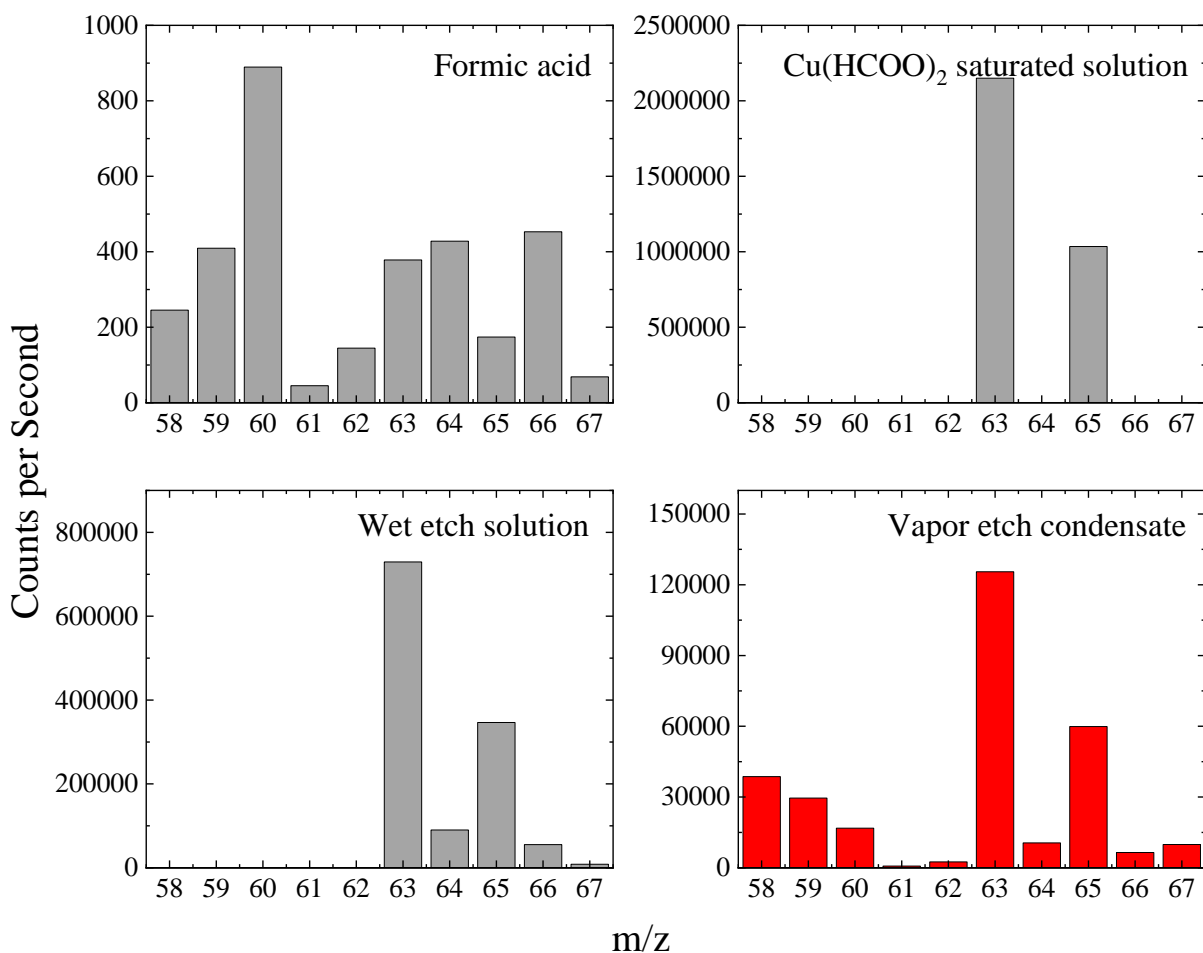 Counts per Second
Formic acid
1000
800
600
400
200
0
58 59 60 61 62 63 64 65 66 67
Cu(HCOO)2 saturated solution
2500000
2000000
1500000
1000000
500000
0
58 59 60 61 62 63 64 65 66 67
Wet etch solution
800000
600000
400000
200000
0
58 59 60 61 62 63 64 65 66 67
Vapor etch condensate
150000
120000
90000
60000
30000
0
58 59 60 61 62 63 64 65 66 67
m/z